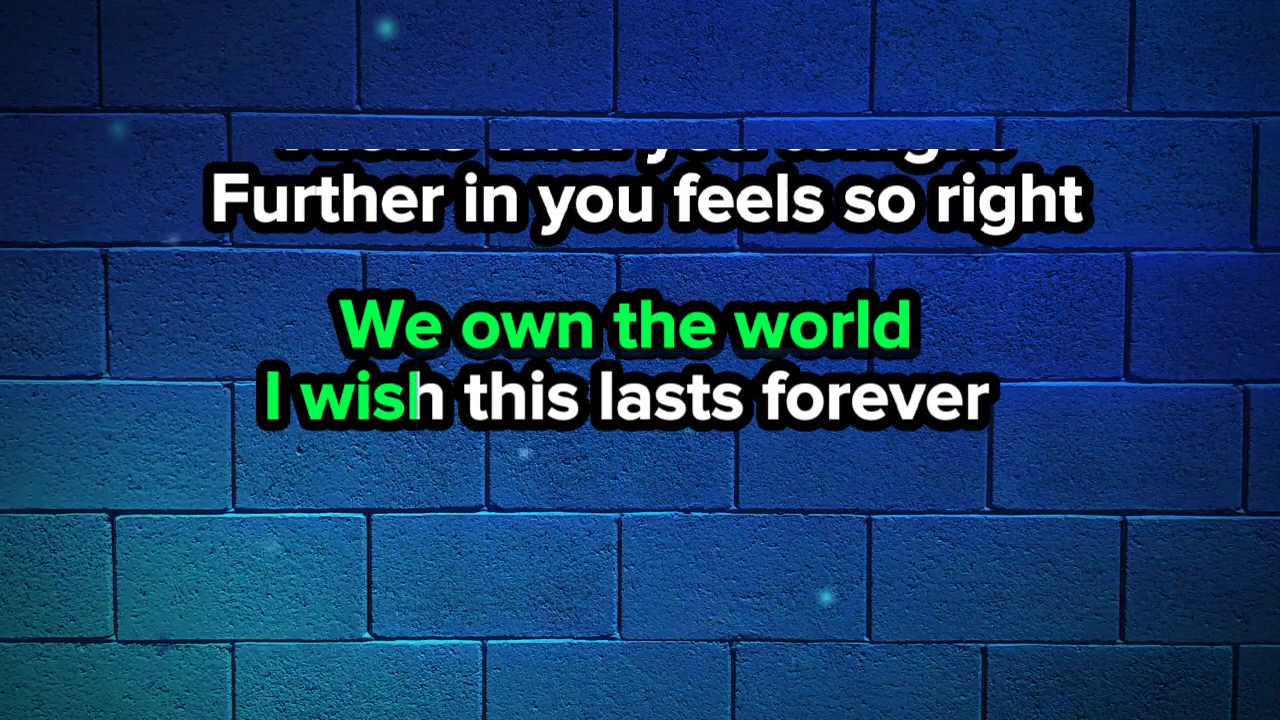 Further in you feels so right
We own the world
I wish this lasts forever